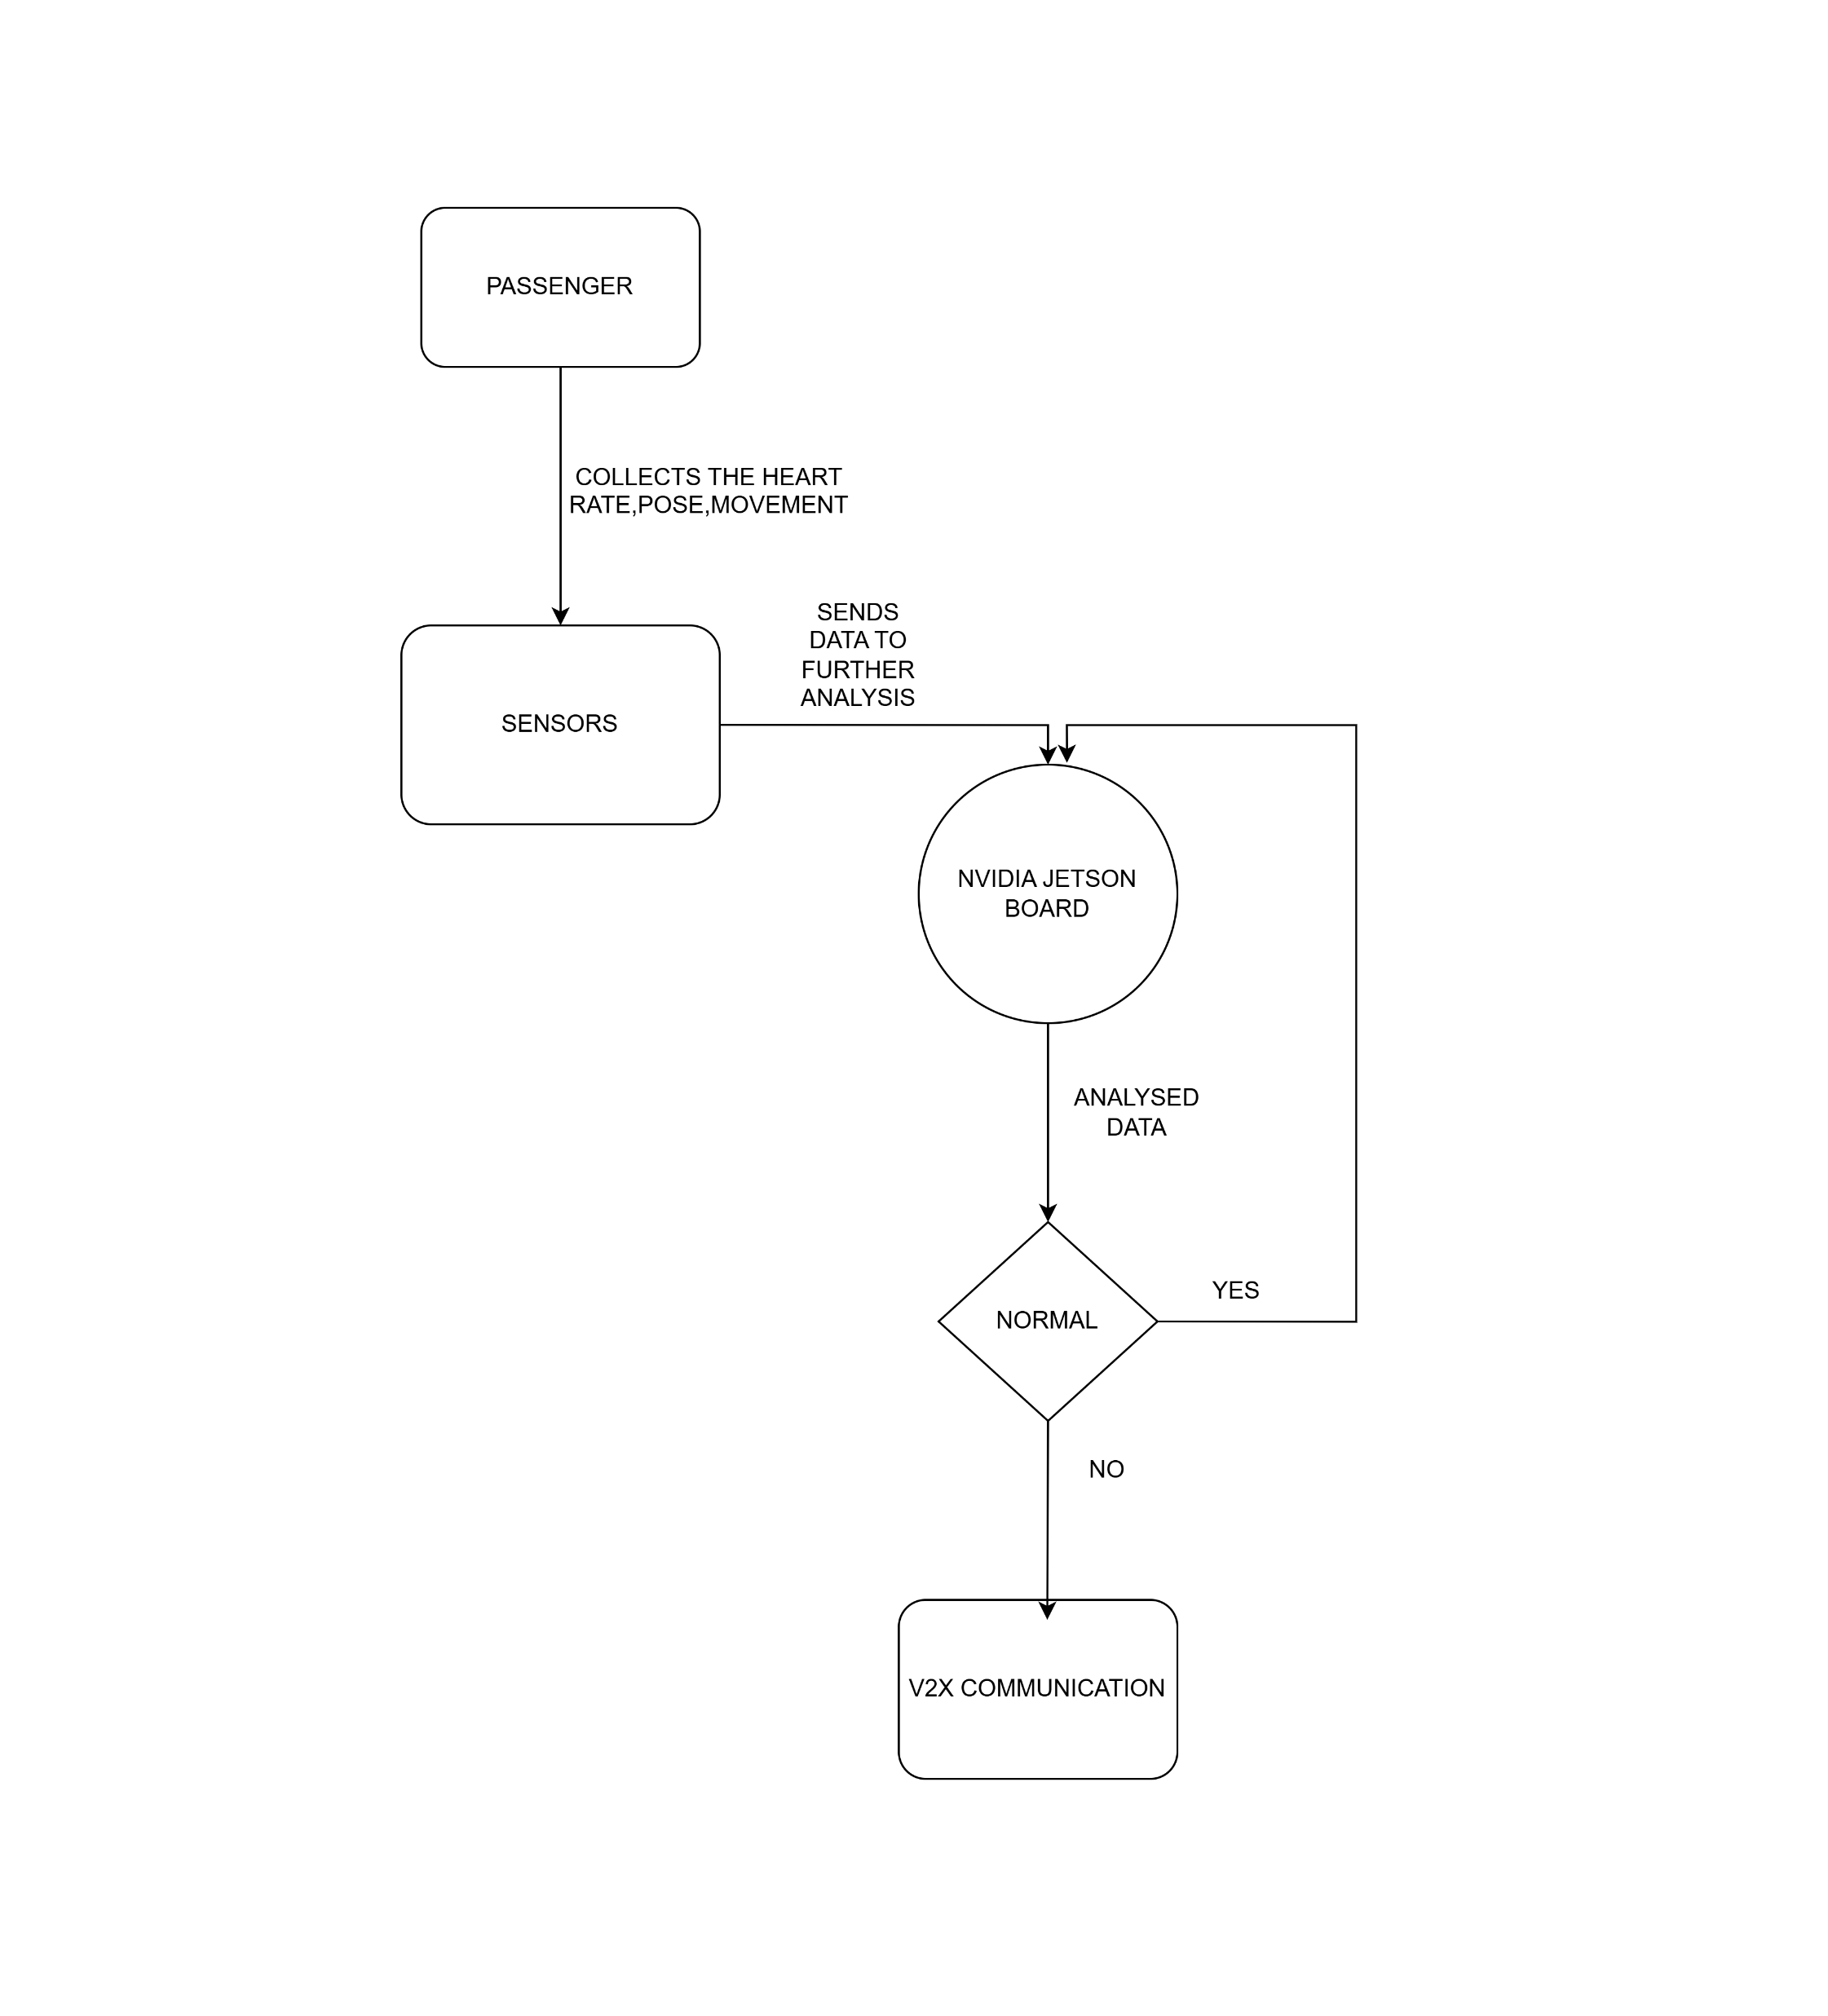 PASSENGER
COLLECTS THE HEART
RATE,POSE,MOVEMENT
SENDS
DATA TO
FURTHER
ANALYSIS
SENSORS
NVIDIA JETSON
BOARD
ANALYSED
DATA
YES
NORMAL
NO
V2X COMMUNICATION